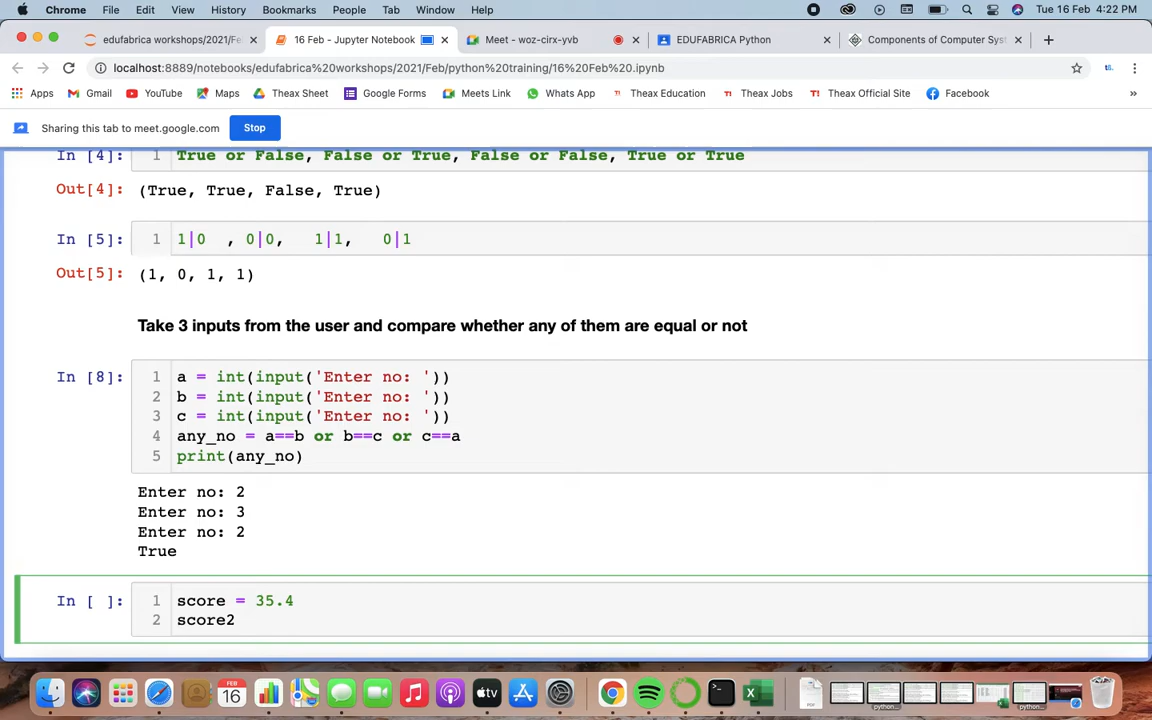 Chrome File Edit View History Bookmarks People Tab Window Help Tue 16 Feb 4:22 PM
edufabrica workshops/2021/Fe 16 Feb - Jupyter Notebook Meet - woz-cirx-yvb EDUFABRICA Python Components of Computer Sys
localhost:8889/notebooks/edufabrica%20workshops/2021/Feb/python%20training/16%20Feb%20.ipynb
Apps Gmail YouTube Maps Theax Sheet Google Forms Meets Link Whats App Theax Education Theax Jobs Theax Official Site Facebook »
Sharing this tab to meet.google.com Stop
In [4]: 1 True or False, False or True, False or False, True or True
Out[4]: (True, True, False, True)
In [5]: 1 1|0 , 0|0, 1|1, 0|1
Out[5]: (1, 0, 1, 1)
Take 3 inputs from the user and compare whether any of them are equal or not
In [8]: 1 a = int(input('Enter no: '))
2 b = int(input('Enter no: '))
3 c = int(input('Enter no: '))
4 any_no = a==b or b==c or c==a
5 print(any_no)
Enter no: 2
Enter no: 3
Enter no: 2
True
In [ ]: 1 score = 35.4
2 score2
FEB
16
tv